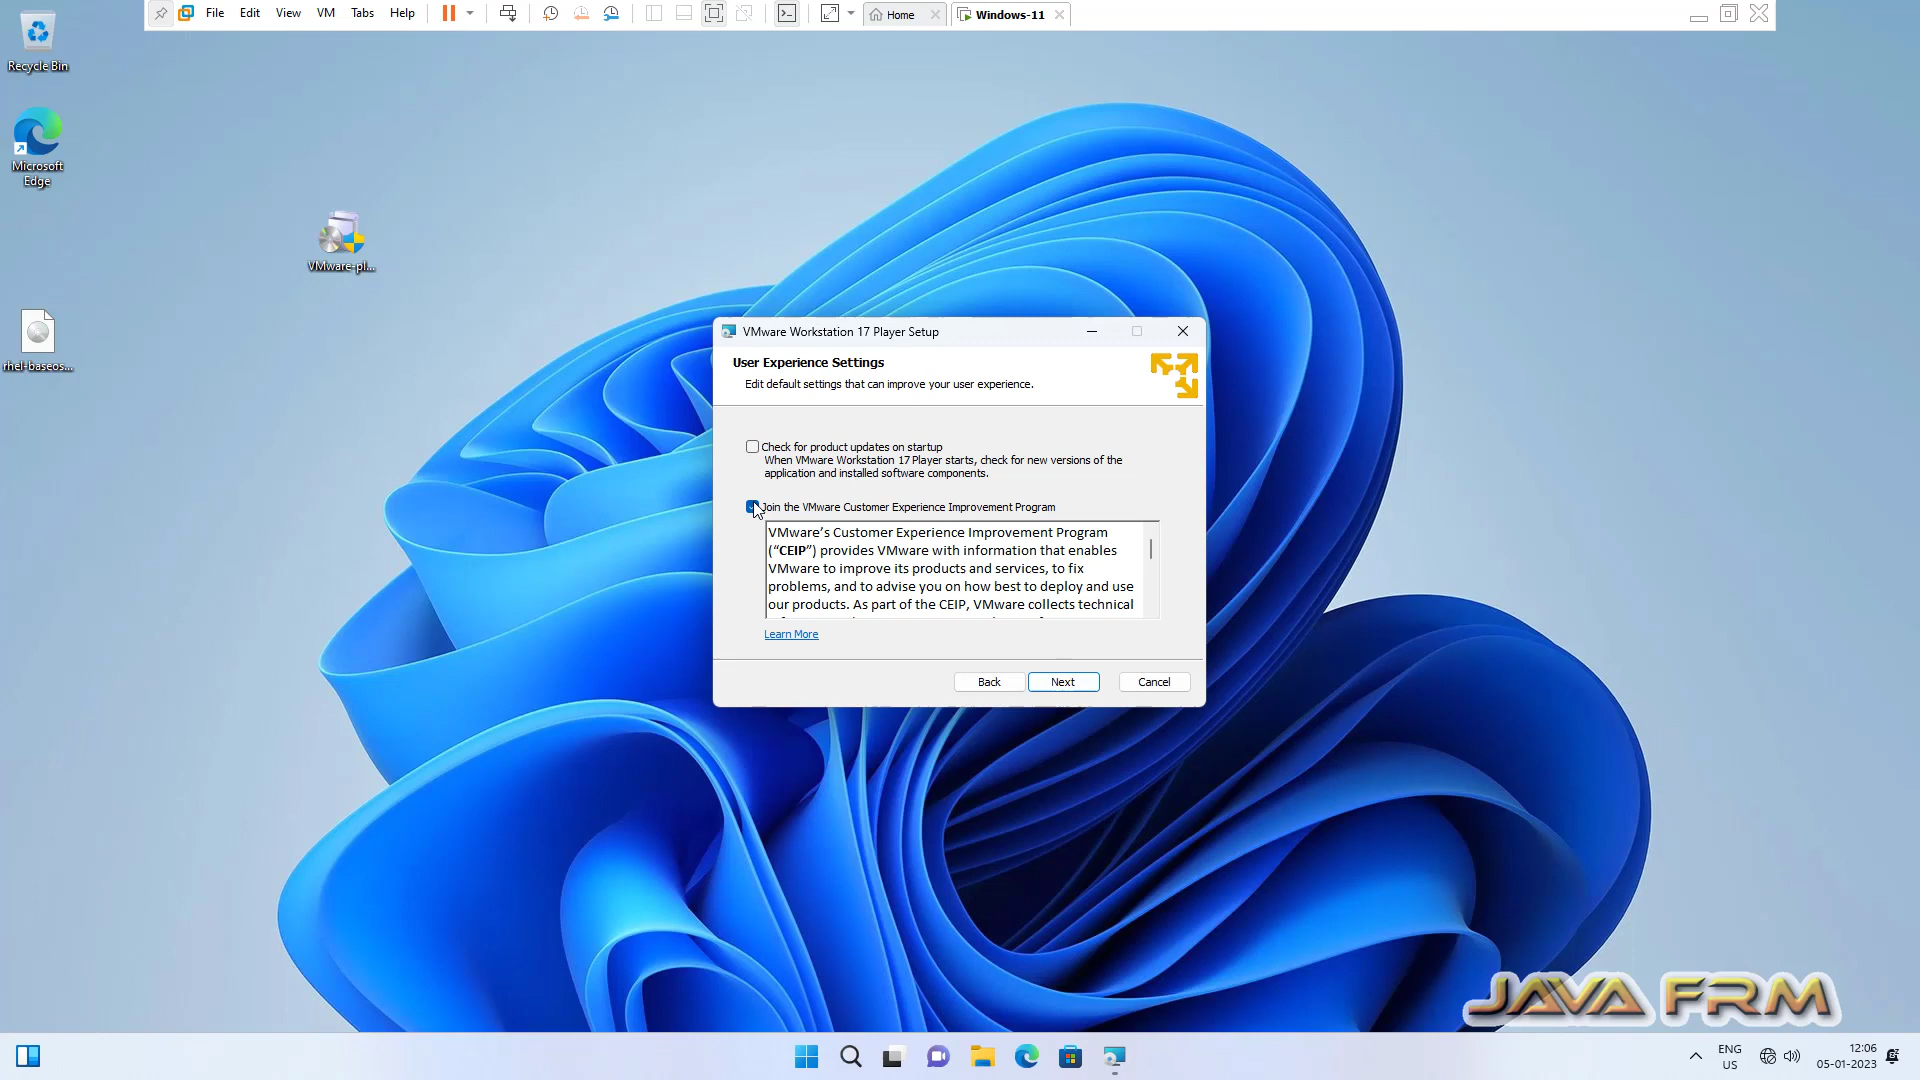 File Edit View VM Tabs Help
Home
Windows-11
Recycle Bin
Microsoft
Edge
VMware-pl...
rhel-baseos...
VMware Workstation 17 Player Setup
User Experience Settings
Edit default settings that can improve your user experience.
Check for product updates on startup
When VMware Workstation 17 Player starts, check for new versions of the
application and installed software components.
Join the VMware Customer Experience Improvement Program
VMware’s Customer Experience Improvement Program
(“CEIP”) provides VMware with information that enables
VMware to improve its products and services, to fix
problems, and to advise you on how best to deploy and use
our products. As part of the CEIP, VMware collects technical
Learn More
Back
Next
Cancel
JAVA FRM
ENG
US
12:06
05-01-2023